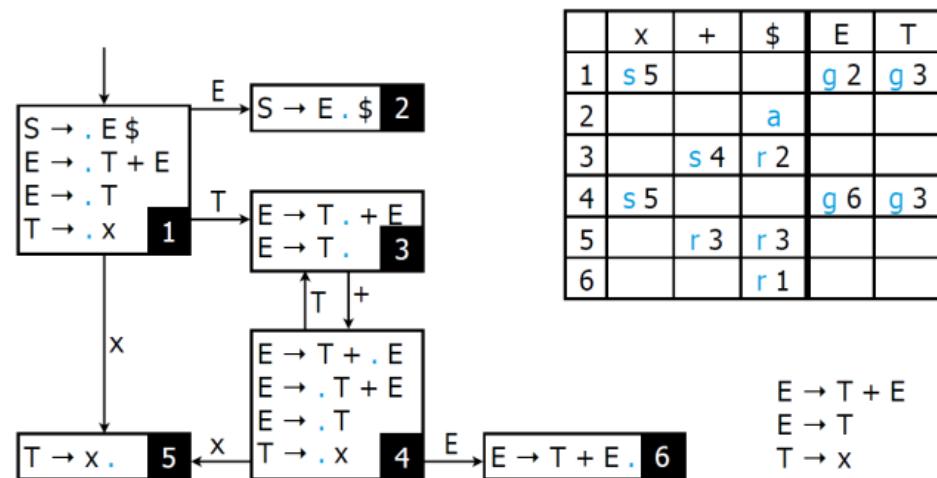 E
S → . E $
E → . T + E
E → . T
T → . x
1
S → E . $ 2
T
E → T . + E
E → T .
3
T
+
x
E → T + . E
E → . T + E
E → . T
T → . x
4
T → x . 5
x
E
E → T + E . 6
x + $ E T
1 s 5 g 2 g 3
2 a
3 s 4 r 2
4 s 5 g 6 g 3
5 r 3 r 3
6 r 1
E → T + E
E → T
T → x